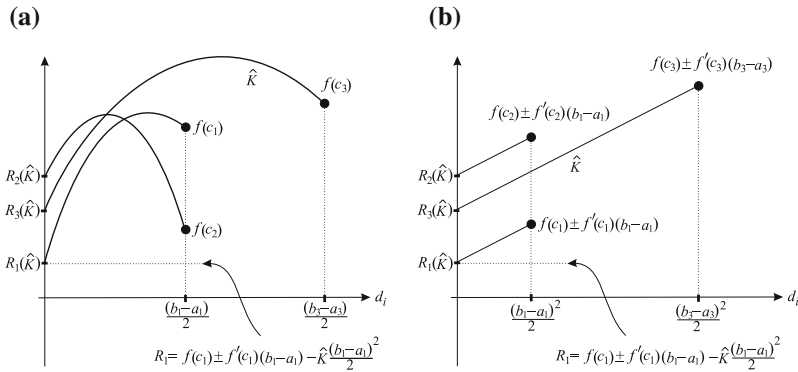 (a)
(b)
K̂
f(c₃)
f(c₁)
f(c₂)
R₂(K̂)
R₃(K̂)
R₁(K̂)
(b₁–a₁)/2
(b₃–a₃)/2
dᵢ
R₁= f(c₁)±f'(c₁)(b₁–a₁)–K̂(b₁–a₁)²/2
f(c₃)±f'(c₃)(b₃–a₃)
f(c₂)±f'(c₂)(b₁–a₁)
K̂
f(c₁)±f'(c₁)(b₁–a₁)
R₂(K̂)
R₃(K̂)
R₁(K̂)
(b₁–a₁)²/2
(b₃–a₃)²/2
dᵢ
R₁= f(c₁)±f'(c₁)(b₁–a₁)–K̂(b₁–a₁)²/2